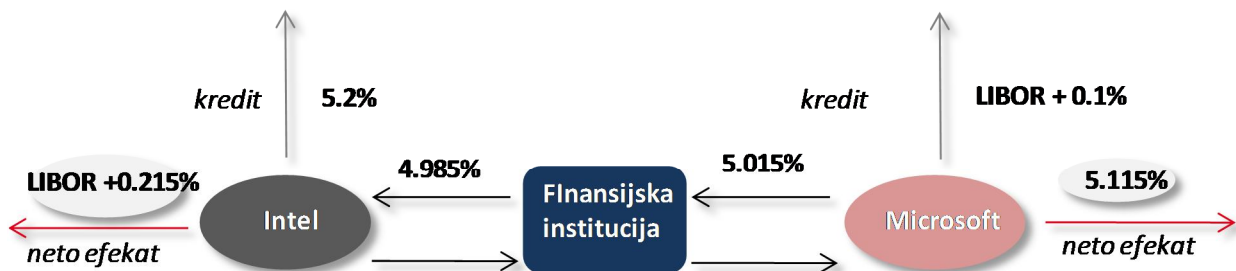 kredit
5.2%
kredit
LIBOR + 0.1%
LIBOR +0.215%
4.985%
5.015%
5.115%
Intel
FInansijska
institucija
Microsoft
neto efekat
neto efekat